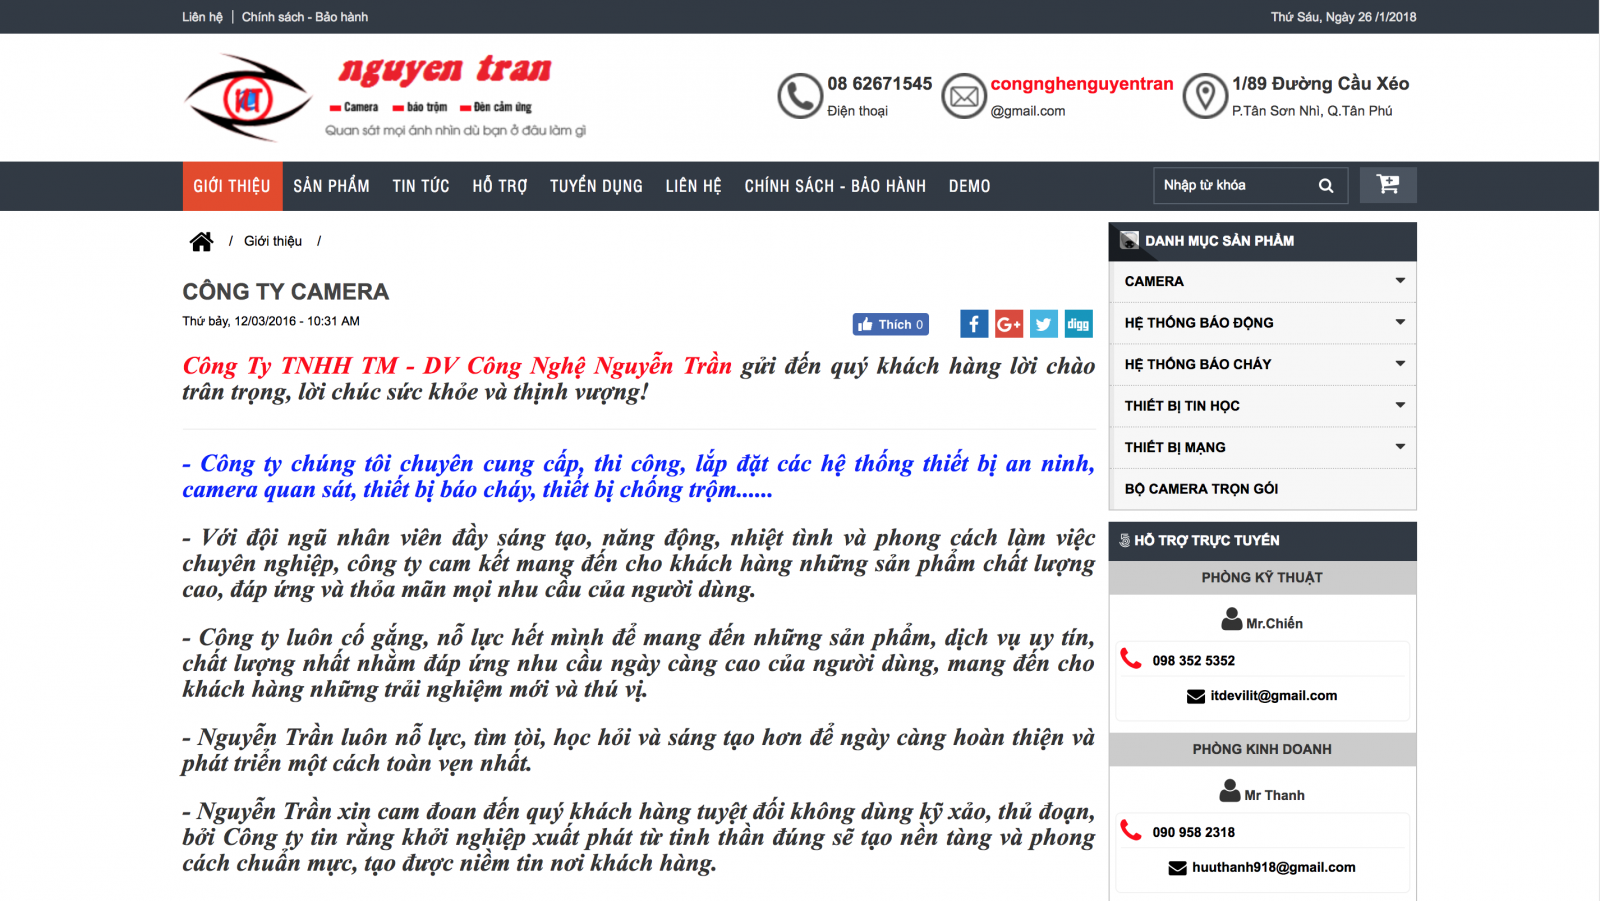 Liên hệ | Chính sách - Bảo hành
Thứ Sáu, Ngày 26 /1/2018
nguyen tran
Camera báo trộm Đèn cảm ứng
Quan sát mọi ánh nhìn dù bạn ở đâu làm gì
08 62671545
Điện thoại
congnghenguyentran
@gmail.com
1/89 Đường Cầu Xéo
P.Tân Sơn Nhì, Q.Tân Phú
GIỚI THIỆU SẢN PHẨM TIN TỨC HỖ TRỢ TUYỂN DỤNG LIÊN HỆ CHÍNH SÁCH - BẢO HÀNH DEMO
Nhập từ khóa
/ Giới thiệu /
CÔNG TY CAMERA
Thứ bảy, 12/03/2016 - 10:31 AM
Thích 0
f G+ digg
Công Ty TNHH TM - DV Công Nghệ Nguyễn Trần gửi đến quý khách hàng lời chào
trân trọng, lời chúc sức khỏe và thịnh vượng!
- Công ty chúng tôi chuyên cung cấp, thi công, lắp đặt các hệ thống thiết bị an ninh,
camera quan sát, thiết bị báo cháy, thiết bị chống trộm......
- Với đội ngũ nhân viên đầy sáng tạo, năng động, nhiệt tình và phong cách làm việc
chuyên nghiệp, công ty cam kết mang đến cho khách hàng những sản phẩm chất lượng
cao, đáp ứng và thỏa mãn mọi nhu cầu của người dùng.
- Công ty luôn cố gắng, nỗ lực hết mình để mang đến những sản phẩm, dịch vụ uy tín,
chất lượng nhất nhằm đáp ứng nhu cầu ngày càng cao của người dùng, mang đến cho
khách hàng những trải nghiệm mới và thú vị.
- Nguyễn Trần luôn nỗ lực, tìm tòi, học hỏi và sáng tạo hơn để ngày càng hoàn thiện và
phát triển một cách toàn vẹn nhất.
- Nguyễn Trần xin cam đoan đến quý khách hàng tuyệt đối không dùng kỹ xảo, thủ đoạn,
bởi Công ty tin rằng khởi nghiệp xuất phát từ tinh thần đúng sẽ tạo nền tàng và phong
cách chuẩn mực, tạo được niềm tin nơi khách hàng.
DANH MỤC SẢN PHẨM
CAMERA
HỆ THỐNG BÁO ĐỘNG
HỆ THỐNG BÁO CHÁY
THIẾT BỊ TIN HỌC
THIẾT BỊ MẠNG
BỘ CAMERA TRỌN GÓI
HỖ TRỢ TRỰC TUYẾN
PHÒNG KỸ THUẬT
Mr.Chiến
098 352 5352
itdevilit@gmail.com
PHÒNG KINH DOANH
Mr Thanh
090 958 2318
huuthanh918@gmail.com